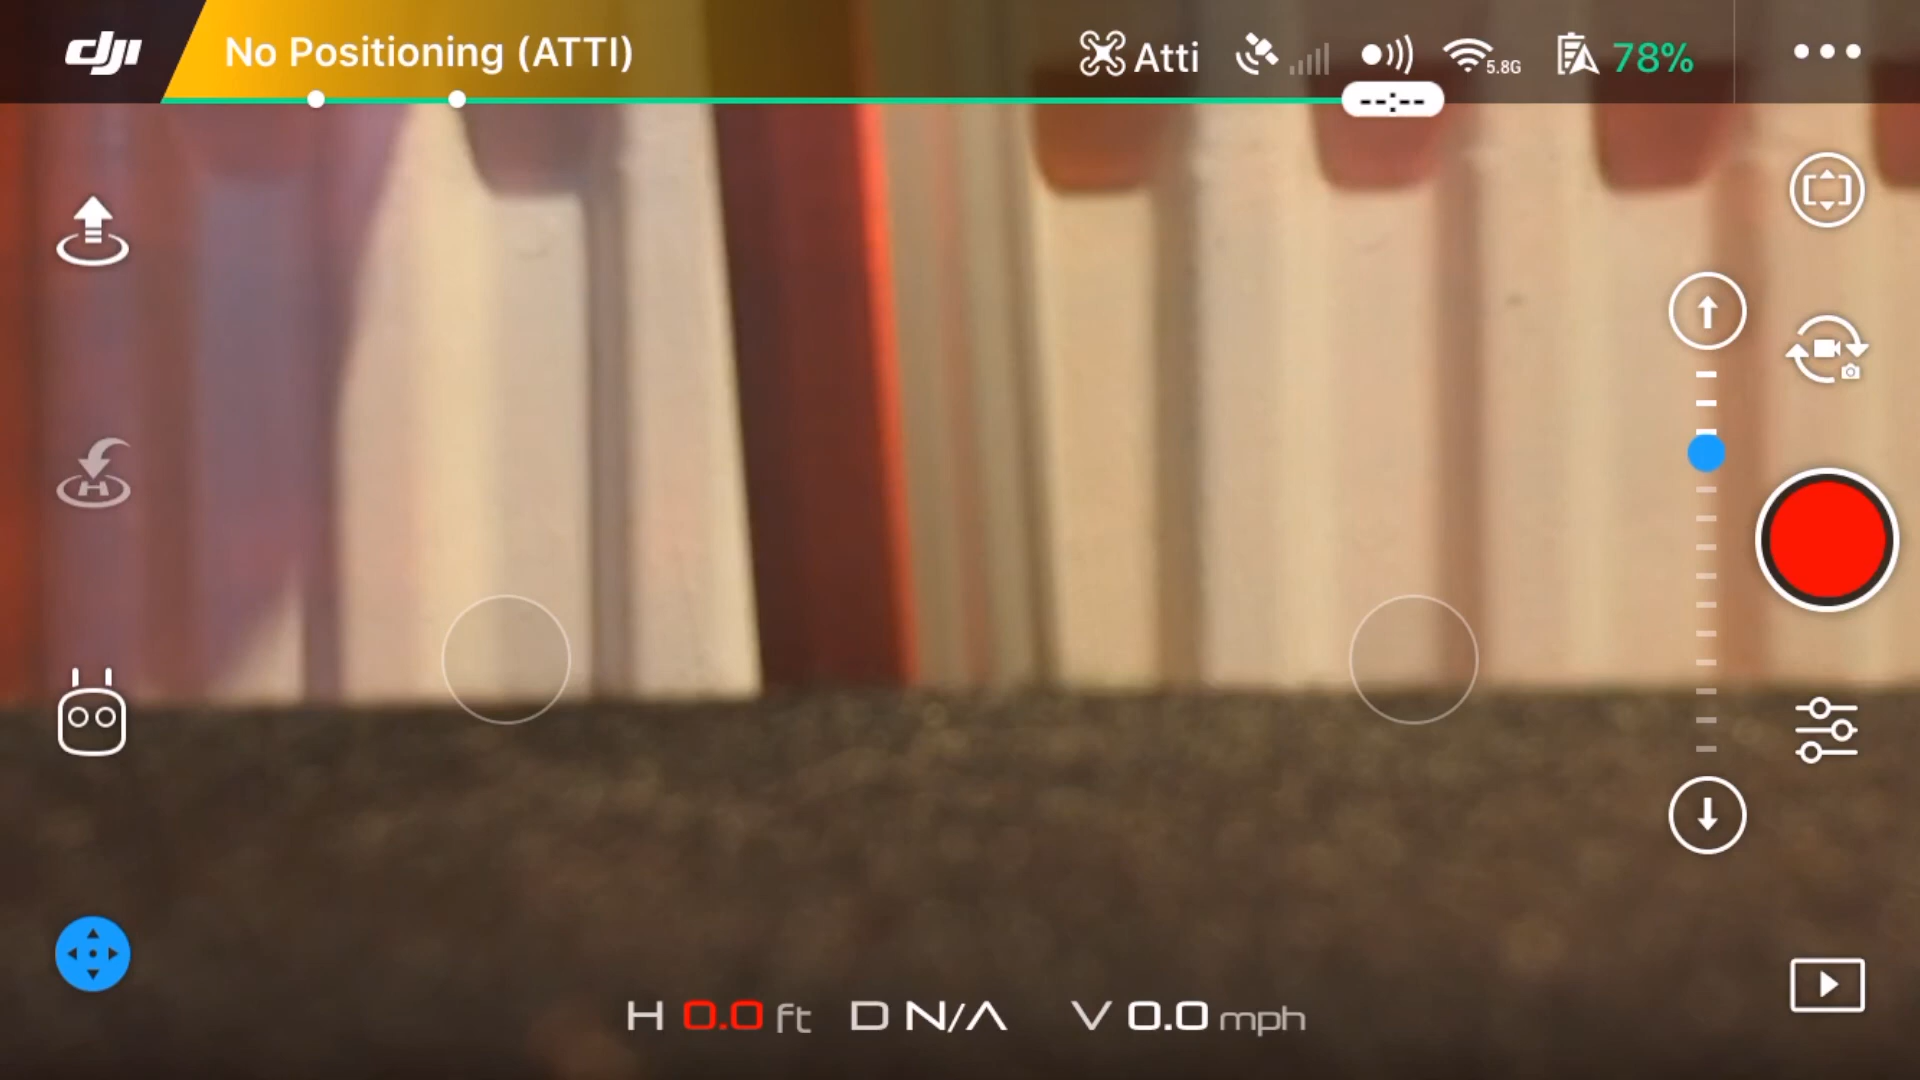 dji No Positioning (ATTI) Atti 5.8G 78%
--:--
H 0.0 ft D N/A V 0.0 mph